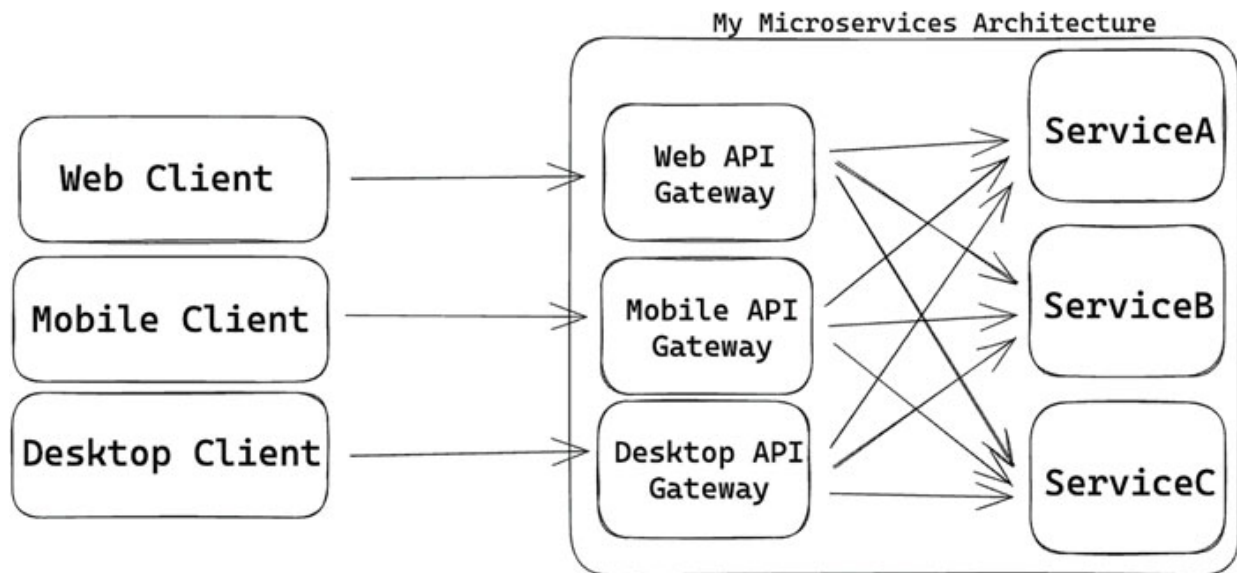 My Microservices Architecture
Web Client
Mobile Client
Desktop Client
Web API
Gateway
Mobile API
Gateway
Desktop API
Gateway
ServiceA
ServiceB
ServiceC